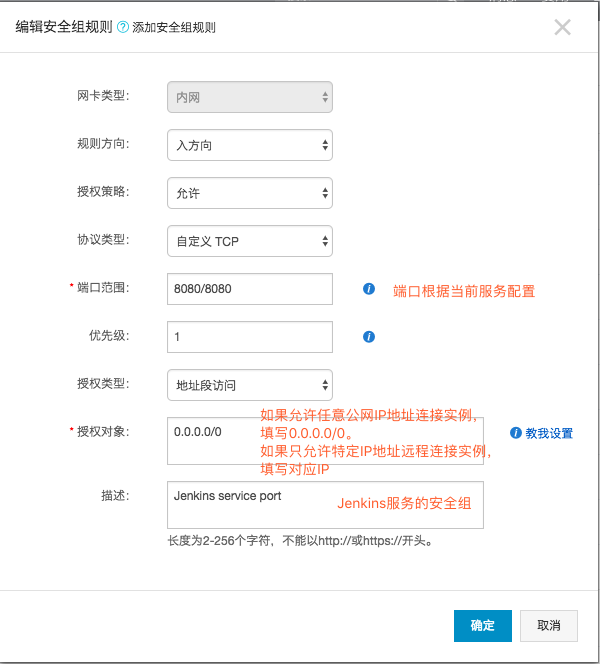 编辑安全组规则 ? 添加安全组规则
网卡类型: 内网
规则方向: 入方向
授权策略: 允许
协议类型: 自定义 TCP
* 端口范围: 8080/8080 i 端口根据当前服务配置
优先级: 1 i
授权类型: 地址段访问
* 授权对象: 0.0.0.0/0
如果允许任意公网IP地址连接实例,
填写0.0.0.0/0。
如果只允许特定IP地址远程连接实例,
填写对应IP
i 教我设置
描述: Jenkins service port Jenkins服务的安全组
长度为2-256个字符，不能以http://或https://开头。
确定 取消